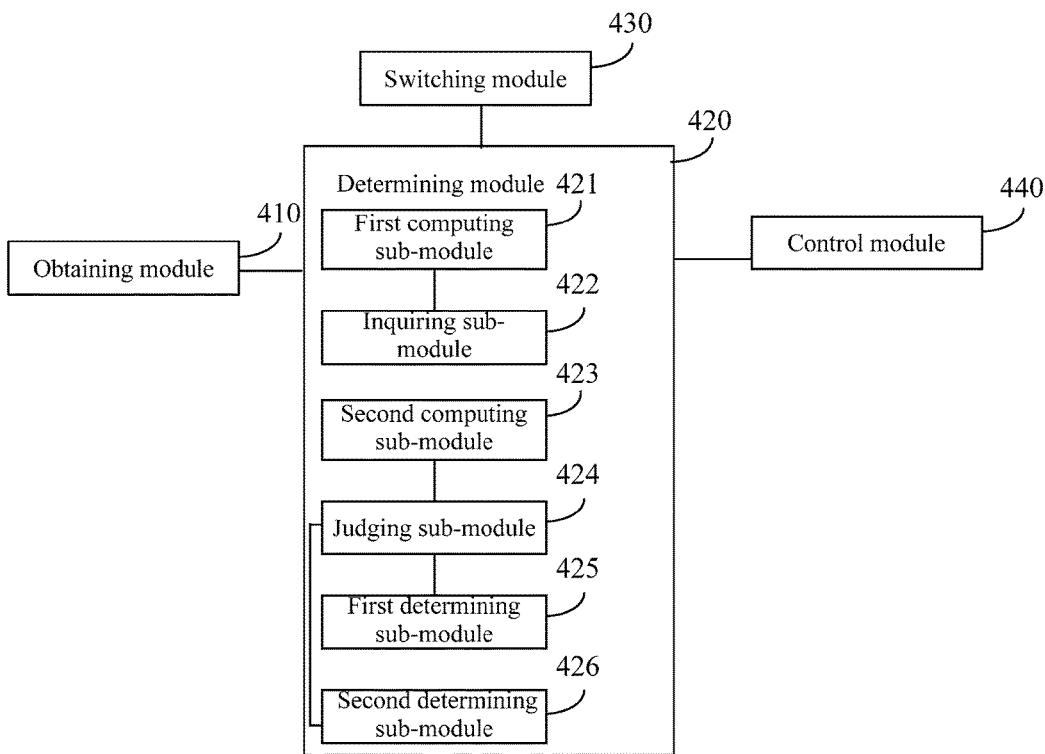 430
Switching module
420
Determining module
421
First computing
sub-module
410
Obtaining module
440
Control module
422
Inquiring sub-
module
423
Second computing
sub-module
424
Judging sub-module
425
First determining
sub-module
426
Second determining
sub-module